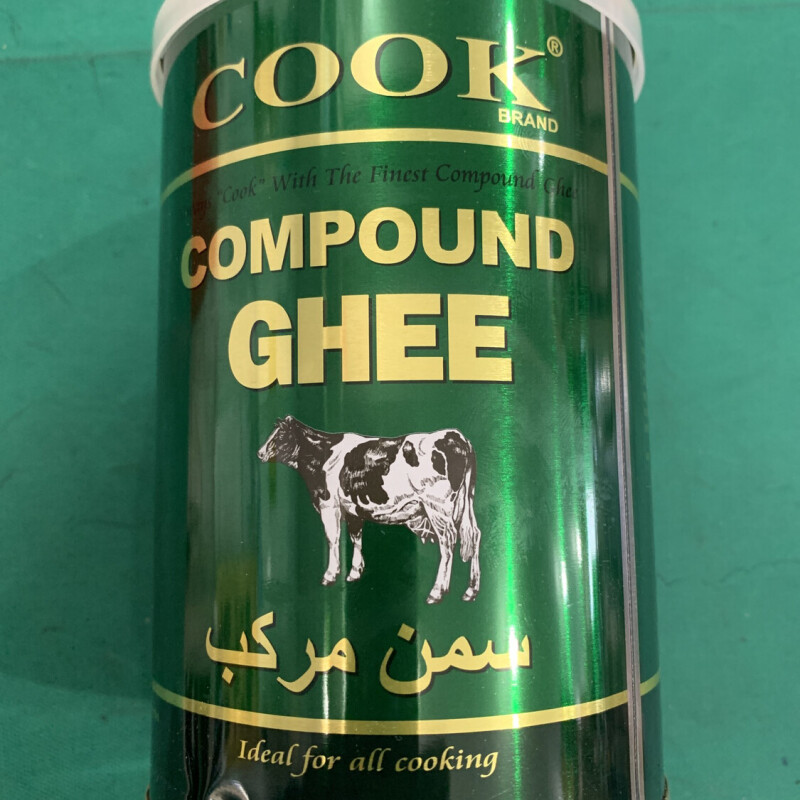 COOK®
BRAND
"Cook" With The Finest Compound Ghee
COMPOUND
GHEE
سمن مركب
Ideal for all cooking